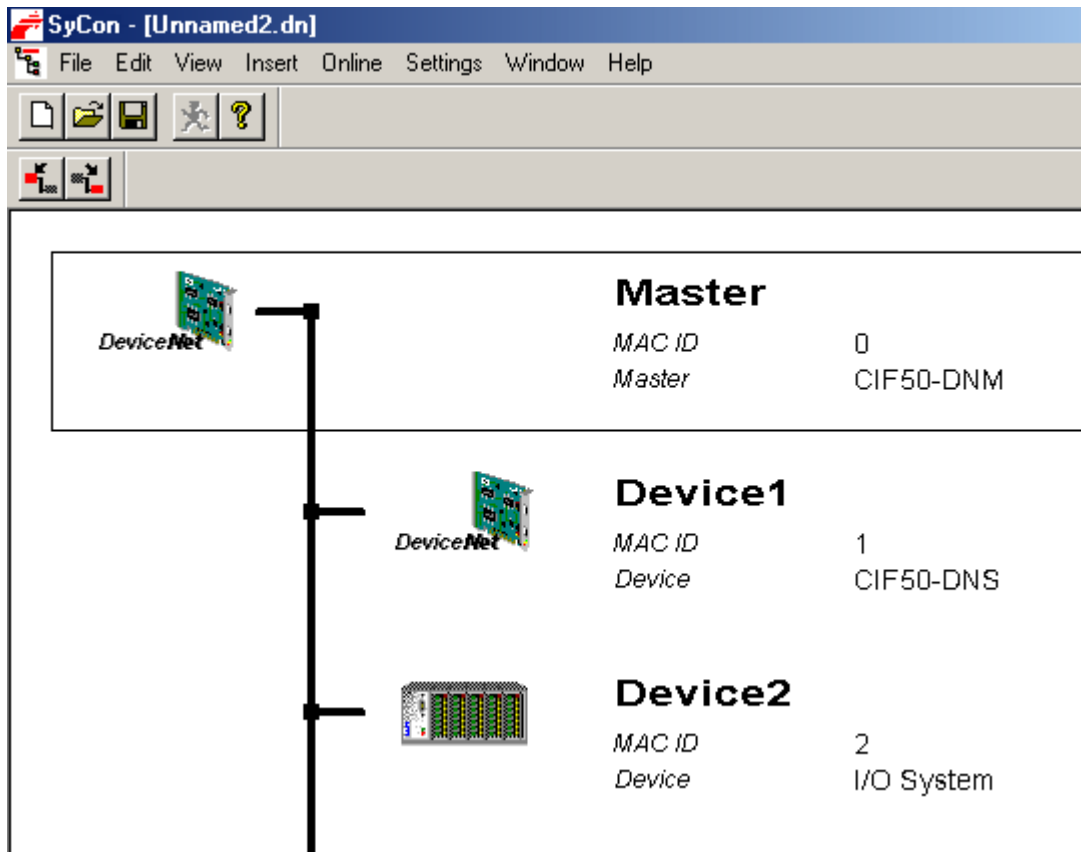 SyCon - [Unnamed2.dn]
File Edit View Insert Online Settings Window Help
Master
DeviceNet MAC ID 0
Master CIF50-DNM
Device1
DeviceNet MAC ID 1
Device CIF50-DNS
Device2
MAC ID 2
Device I/O System